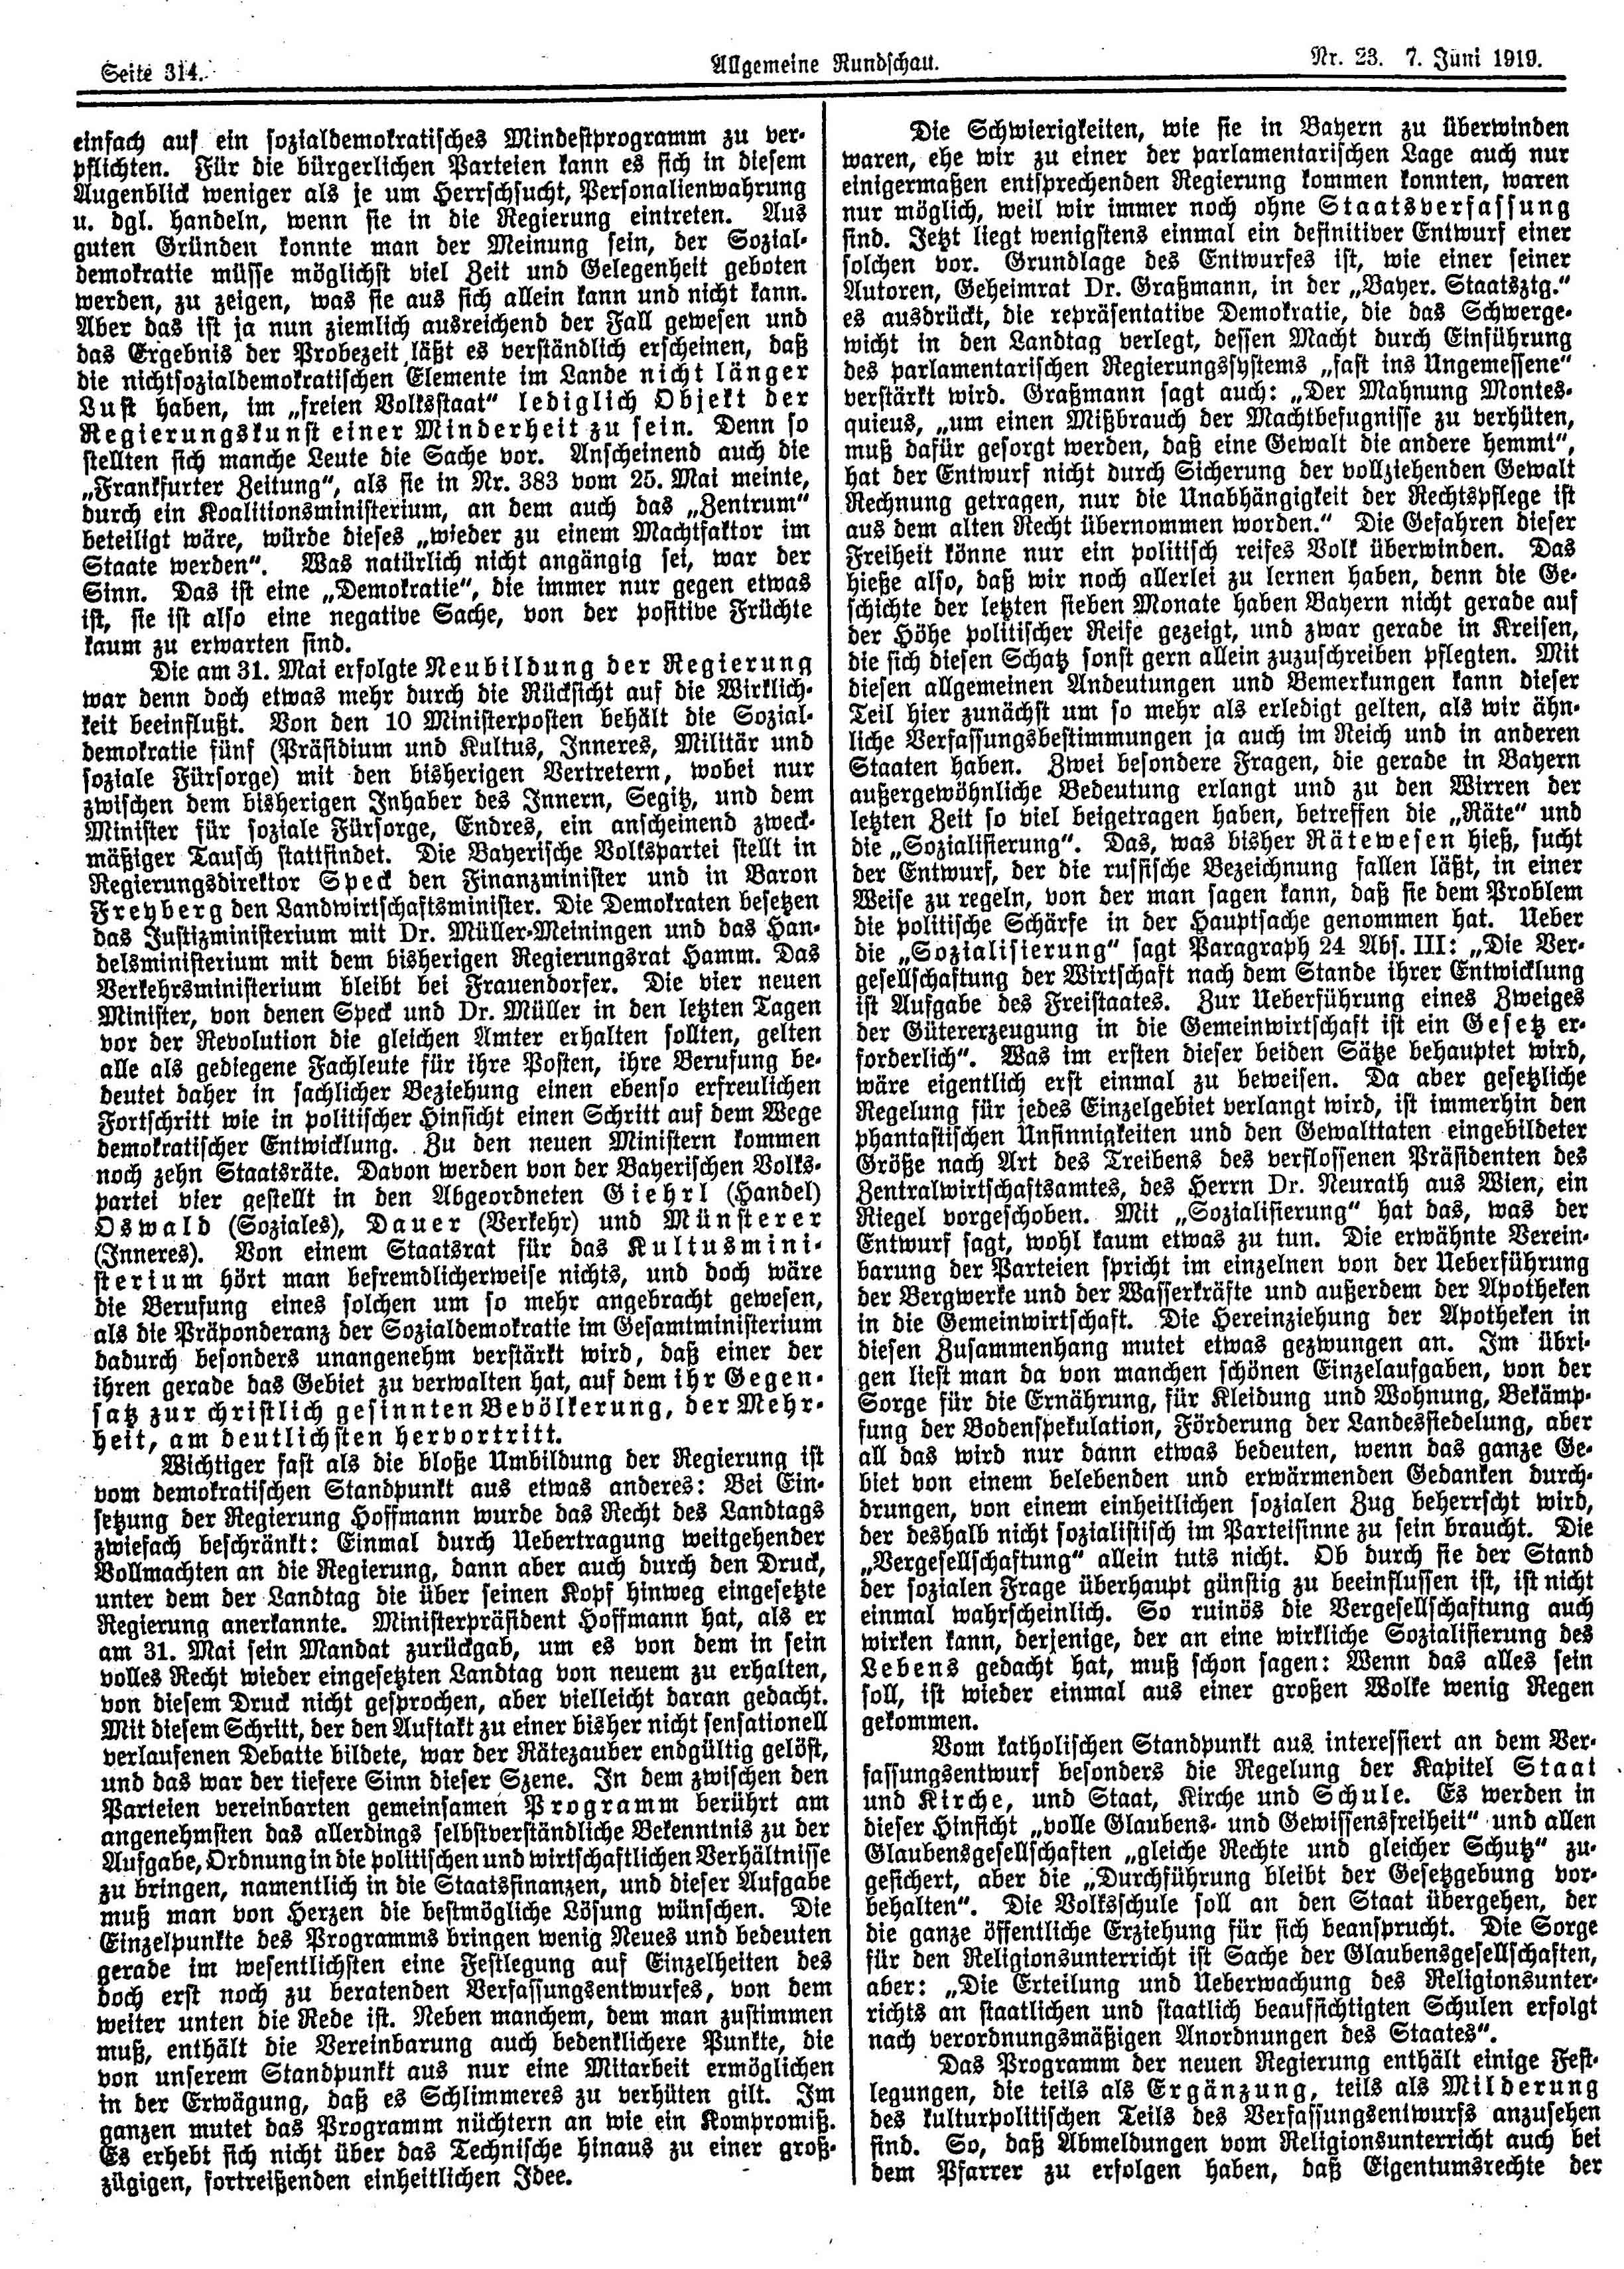 Seite 314.
Allgemeine Rundschau.
Nr. 23. 7. Juni 1919.
einfach auf ein sozialdemokratisches Mindestprogramm zu ver-
pflichten. Für die bürgerlichen Parteien kann es sich in diesem
Augenblick weniger als je um Herrschsucht, Personalienwahrung
u. dgl. handeln, wenn sie in die Regierung eintreten. Aus
guten Gründen konnte man der Meinung sein, der Sozial-
demokratie müsse möglichst viel Zeit und Gelegenheit geboten
werden, zu zeigen, was sie aus sich allein kann und nicht kann.
Aber das ist ja nun ziemlich ausreichend der Fall gewesen und
das Ergebnis der Probezeit läßt es verständlich erscheinen, daß
die nichtsozialdemokratischen Elemente im Lande nicht länger
Lust haben, im „freien Volksstaat“ lediglich Objekt der
Regierungskunst einer Minderheit zu sein. Denn so
stellten sich manche Leute die Sache vor. Anscheinend auch die
„Frankfurter Zeitung“, als sie in Nr. 383 vom 25. Mai meinte,
durch ein Koalitionsministerium, an dem auch das „Zentrum“
beteiligt wäre, würde dieses „wieder zu einem Machtfaktor im
Staate werden“. Was natürlich nicht angängig sei, war der
Sinn. Das ist eine „Demokratie“, die immer nur gegen etwas
ist, sie ist also eine negative Sache, von der positive Früchte
kaum zu erwarten sind.
Die am 31. Mai erfolgte Neubildung der Regierung
war denn doch etwas mehr durch die Rücksicht auf die Wirklich-
keit beeinflußt. Von den 10 Ministerposten behält die Sozial-
demokratie fünf (Präsidium und Kultus, Inneres, Militär und
soziale Fürsorge) mit den bisherigen Vertretern, wobei nur
zwischen dem bisherigen Inhaber des Innern, Segitz, und dem
Minister für soziale Fürsorge, Endres, ein anscheinend zweck-
mäßiger Tausch stattfindet. Die Bayerische Volkspartei stellt in
Regierungsdirektor Speck den Finanzminister und in Baron
Freyberg den Landwirtschaftsminister. Die Demokraten besetzen
das Justizministerium mit Dr. Müller-Meiningen und das Han-
delsministerium mit dem bisherigen Regierungsrat Hamm. Das
Verkehrsministerium bleibt bei Frauendorfer. Die vier neuen
Minister, von denen Speck und Dr. Müller in den letzten Tagen
vor der Revolution die gleichen Amter erhalten sollten, gelten
alle als gediegene Fachleute für ihre Posten, ihre Berufung be-
deutet daher in sachlicher Beziehung einen ebenso erfreulichen
Fortschritt wie in politischer Hinsicht einen Schritt auf dem Wege
demokratischer Entwicklung. Zu den neuen Ministern kommen
noch zehn Staatsräte. Davon werden von der Bayerischen Volks-
partei vier gestellt in den Abgeordneten Giehrl (Handel)
Oswald (Soziales), Dauer (Verkehr) und Münsterer
(Inneres). Von einem Staatsrat für das Kultusmini-
sterium hört man befremdlicherweise nichts, und doch wäre
die Berufung eines solchen um so mehr angebracht gewesen,
als die Präponderanz der Sozialdemokratie im Gesamtministerium
dadurch besonders unangenehm verstärkt wird, daß einer der
ihren gerade das Gebiet zu verwalten hat, auf dem ihr Gegen-
satz zur christlich gesinnten Bevölkerung, der Mehr-
heit, am deutlichsten hervortritt.
Wichtiger fast als die bloße Umbildung der Regierung ist
vom demokratischen Standpunkt aus etwas anderes: Bei Ein-
setzung der Regierung Hoffmann wurde das Recht des Landtags
zwiefach beschränkt: Einmal durch Uebertragung weitgehender
Vollmachten an die Regierung, dann aber auch durch den Druck,
unter dem der Landtag die über seinen Kopf hinweg eingesetzte
Regierung anerkannte. Ministerpräsident Hoffmann hat, als er
am 31. Mai sein Mandat zurückgab, um es von dem in sein
volles Recht wieder eingesetzten Landtag von neuem zu erhalten,
von diesem Druck nicht gesprochen, aber vielleicht daran gedacht.
Mit diesem Schritt, der den Auftakt zu einer bisher nicht sensationell
verlaufenen Debatte bildete, war der Rätezauber endgültig gelöst,
und das war der tiefere Sinn dieser Szene. In dem zwischen den
Parteien vereinbarten gemeinsamen Programm berührt am
angenehmsten das allerdings selbstverständliche Bekenntnis zu der
Aufgabe, Ordnung in die politischen und wirtschaftlichen Verhältnisse
zu bringen, namentlich in die Staatsfinanzen, und dieser Aufgabe
muß man von Herzen die bestmögliche Lösung wünschen. Die
Einzelpunkte des Programms bringen wenig Neues und bedeuten
gerade im wesentlichsten eine Festlegung auf Einzelheiten des
doch erst noch zu beratenden Verfassungsentwurfes, von dem
weiter unten die Rede ist. Neben manchem, dem man zustimmen
muß, enthält die Vereinbarung auch bedenklichere Punkte, die
von unserem Standpunkt aus nur eine Mitarbeit ermöglichen
in der Erwägung, daß es Schlimmeres zu verhüten gilt. Im
ganzen mutet das Programm nüchtern an wie ein Kompromiß.
Es erhebt sich nicht über das Technische hinaus zu einer groß-
zügigen, fortreißenden einheitlichen Idee.
Die Schwierigkeiten, wie sie in Bayern zu überwinden
waren, ehe wir zu einer der parlamentarischen Lage auch nur
einigermaßen entsprechenden Regierung kommen konnten, waren
nur möglich, weil wir immer noch ohne Staatsverfassung
sind. Jetzt liegt wenigstens einmal ein definitiver Entwurf einer
solchen vor. Grundlage des Entwurfes ist, wie einer seiner
Autoren, Geheimrat Dr. Graßmann, in der „Bayer. Staatsztg.“
es ausdrückt, die repräsentative Demokratie, die das Schwerge-
wicht in den Landtag verlegt, dessen Macht durch Einführung
des parlamentarischen Regierungssystems „fast ins Ungemessene“
verstärkt wird. Graßmann sagt auch: „Der Mahnung Montes-
quieus, „um einen Mißbrauch der Machtbefugnisse zu verhüten,
muß dafür gesorgt werden, daß eine Gewalt die andere hemmt“,
hat der Entwurf nicht durch Sicherung der vollziehenden Gewalt
Rechnung getragen, nur die Unabhängigkeit der Rechtspflege ist
aus dem alten Recht übernommen worden.“ Die Gefahren dieser
Freiheit könne nur ein politisch reifes Volk überwinden. Das
hieße also, daß wir noch allerlei zu lernen haben, denn die Ge-
schichte der letzten sieben Monate haben Bayern nicht gerade auf
der Höhe politischer Reife gezeigt, und zwar gerade in Kreisen,
die sich diesen Schatz sonst gern allein zuzuschreiben pflegten. Mit
diesen allgemeinen Andeutungen und Bemerkungen kann dieser
Teil hier zunächst um so mehr als erledigt gelten, als wir ähn-
liche Verfassungsbestimmungen ja auch im Reich und in anderen
Staaten haben. Zwei besondere Fragen, die gerade in Bayern
außergewöhnliche Bedeutung erlangt und zu den Wirren der
letzten Zeit so viel beigetragen haben, betreffen die „Räte“ und
die „Sozialisierung“. Das, was bisher Rätewesen hieß, sucht
der Entwurf, der die russische Bezeichnung fallen läßt, in einer
Weise zu regeln, von der man sagen kann, daß sie dem Problem
die politische Schärfe in der Hauptsache genommen hat. Ueber
die „Sozialisierung“ sagt Paragraph 24 Abs. III: „Die Ver-
gesellschaftung der Wirtschaft nach dem Stande ihrer Entwicklung
ist Aufgabe des Freistaates. Zur Ueberführung eines Zweiges
der Gütererzeugung in die Gemeinwirtschaft ist ein Gesetz er-
forderlich“. Was im ersten dieser beiden Sätze behauptet wird,
wäre eigentlich erst einmal zu beweisen. Da aber gesetzliche
Regelung für jedes Einzelgebiet verlangt wird, ist immerhin den
phantastischen Unsinnigkeiten und den Gewalttaten eingebildeter
Größe nach Art des Treibens des verflossenen Präsidenten des
Zentralwirtschaftsamtes, des Herrn Dr. Neurath aus Wien, ein
Riegel vorgeschoben. Mit „Sozialisierung“ hat das, was der
Entwurf sagt, wohl kaum etwas zu tun. Die erwähnte Verein-
barung der Parteien spricht im einzelnen von der Ueberführung
der Bergwerke und der Wasserkräfte und außerdem der Apotheken
in die Gemeinwirtschaft. Die Hereinziehung der Apotheken in
diesen Zusammenhang mutet etwas gezwungen an. Im übri-
gen liest man da von manchen schönen Einzelaufgaben, von der
Sorge für die Ernährung, für Kleidung und Wohnung, Bekämp-
fung der Bodenspekulation, Förderung der Landessiedelung, aber
all das wird nur dann etwas bedeuten, wenn das ganze Ge-
biet von einem belebenden und erwärmenden Gedanken durch-
drungen, von einem einheitlichen sozialen Zug beherrscht wird,
der deshalb nicht sozialistisch im Parteisinne zu sein braucht. Die
„Vergesellschaftung“ allein tuts nicht. Ob durch sie der Stand
der sozialen Frage überhaupt günstig zu beeinflussen ist, ist nicht
einmal wahrscheinlich. So ruinös die Vergesellschaftung auch
wirken kann, derjenige, der an eine wirkliche Sozialisierung des
Lebens gedacht hat, muß schon sagen: Wenn das alles sein
soll, ist wieder einmal aus einer großen Wolke wenig Regen
gekommen.
Vom katholischen Standpunkt aus interessiert an dem Ver-
fassungsentwurf besonders die Regelung der Kapitel Staat
und Kirche, und Staat, Kirche und Schule. Es werden in
dieser Hinsicht „volle Glaubens- und Gewissensfreiheit“ und allen
Glaubensgesellschaften „gleiche Rechte und gleicher Schutz“ zu-
gesichert, aber die „Durchführung bleibt der Gesetzgebung vor-
behalten“. Die Volksschule soll an den Staat übergehen, der
die ganze öffentliche Erziehung für sich beansprucht. Die Sorge
für den Religionsunterricht ist Sache der Glaubensgesellschaften,
aber: „Die Erteilung und Ueberwachung des Religionsunter-
richts an staatlichen und staatlich beaufsichtigten Schulen erfolgt
nach verordnungsmäßigen Anordnungen des Staates“.
Das Programm der neuen Regierung enthält einige Fest-
legungen, die teils als Ergänzung, teils als Milderung
des kulturpolitischen Teils des Verfassungsentwurfs anzusehen
sind. So, daß Abmeldungen vom Religionsunterricht auch bei
dem Pfarrer zu erfolgen haben, daß Eigentumsrechte der